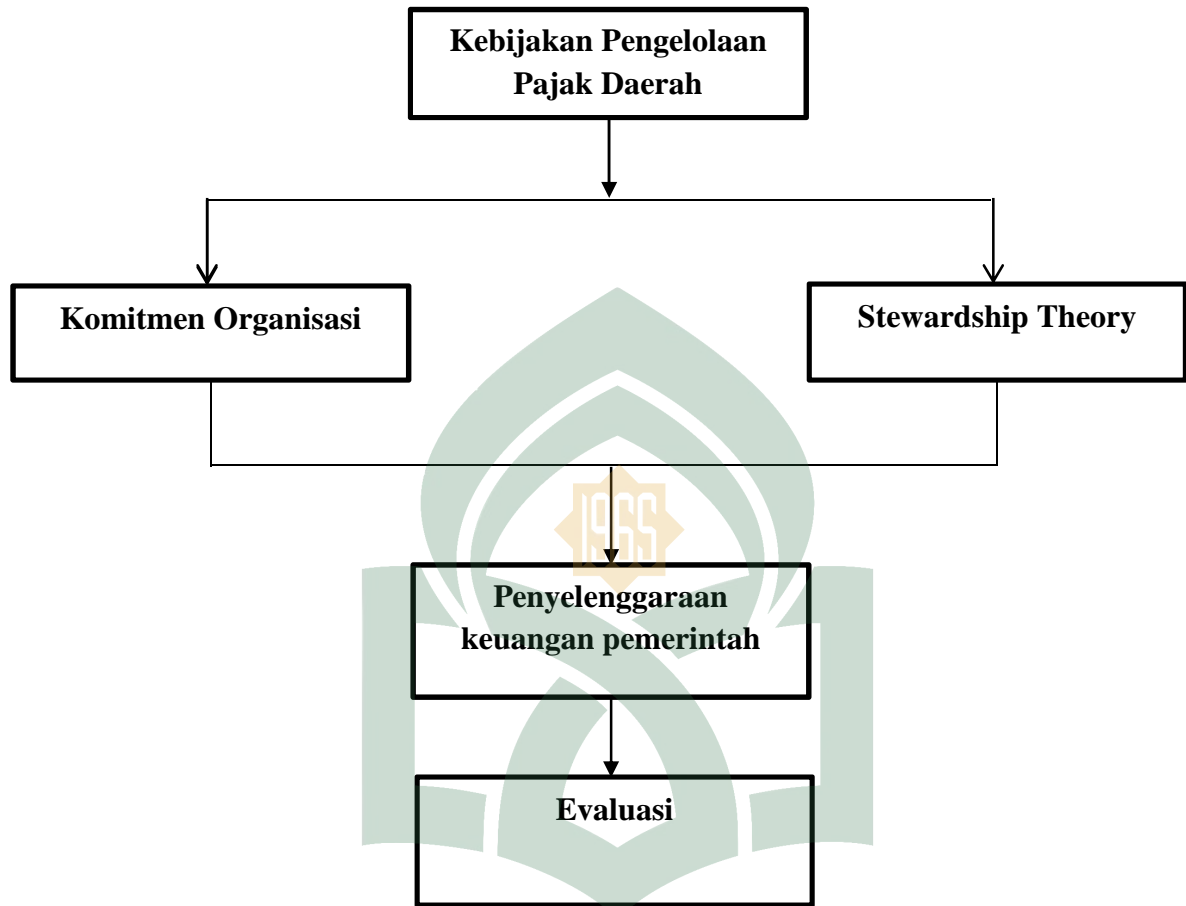 Kebijakan Pengelolaan
Pajak Daerah
Komitmen Organisasi
Stewardship Theory
1965
Penyelenggaraan
keuangan pemerintah
Evaluasi